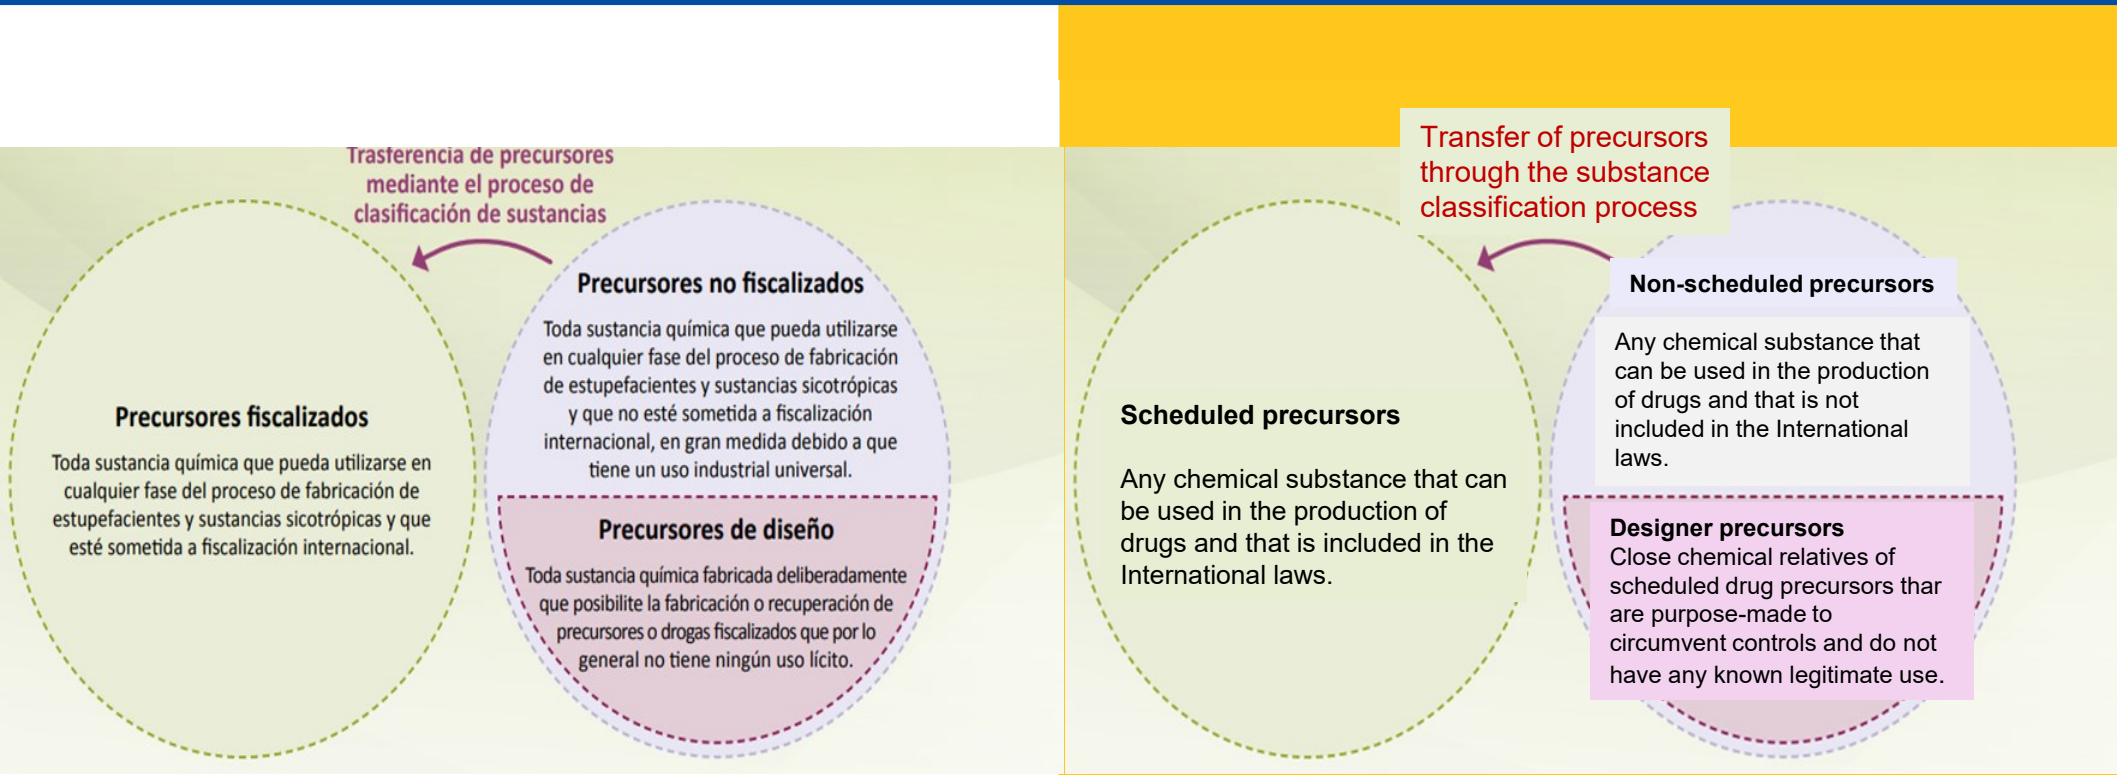 Trasferencia de precursores
mediante el proceso de
clasificación de sustancias
Precursores fiscalizados
Toda sustancia química que pueda utilizarse en
cualquier fase del proceso de fabricación de
estupefacientes y sustancias sicotrópicas y que
esté sometida a fiscalización internacional.
Precursores no fiscalizados
Toda sustancia química que pueda utilizarse
en cualquier fase del proceso de fabricación
de estupefacientes y sustancias sicotrópicas
y que no esté sometida a fiscalización
internacional, en gran medida debido a que
tiene un uso industrial universal.
Precursores de diseño
Toda sustancia química fabricada deliberadamente
que posibilite la fabricación o recuperación de
precursores o drogas fiscalizados que por lo
general no tiene ningún uso lícito.
Transfer of precursors
through the substance
classification process
Scheduled precursors
Any chemical substance that can
be used in the production of
drugs and that is included in the
International laws.
Non-scheduled precursors
Any chemical substance that
can be used in the production
of drugs and that is not
included in the International
laws.
Designer precursors
Close chemical relatives of
scheduled drug precursors thar
are purpose-made to
circumvent controls and do not
have any known legitimate use.